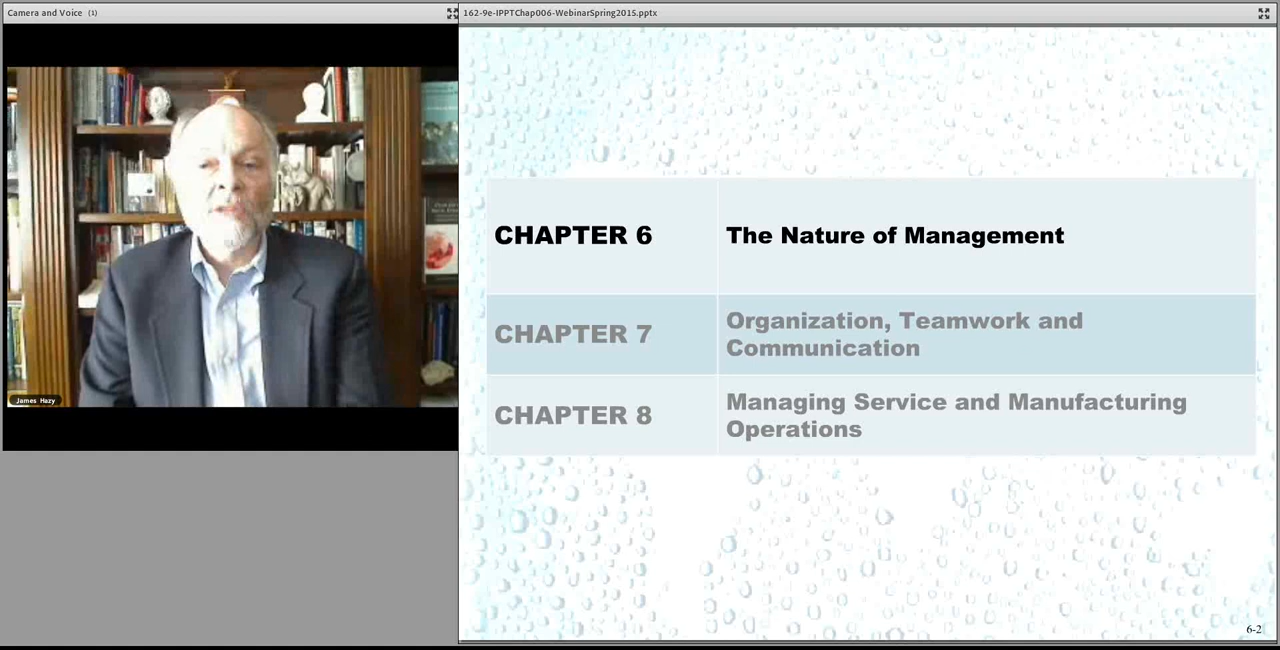 Camera and Voice (1)
162-9e-IPPTChap006-WebinarSpring2015.pptx
James Hazy
CHAPTER 6
The Nature of Management
CHAPTER 7
Organization, Teamwork and
Communication
CHAPTER 8
Managing Service and Manufacturing
Operations
6-2